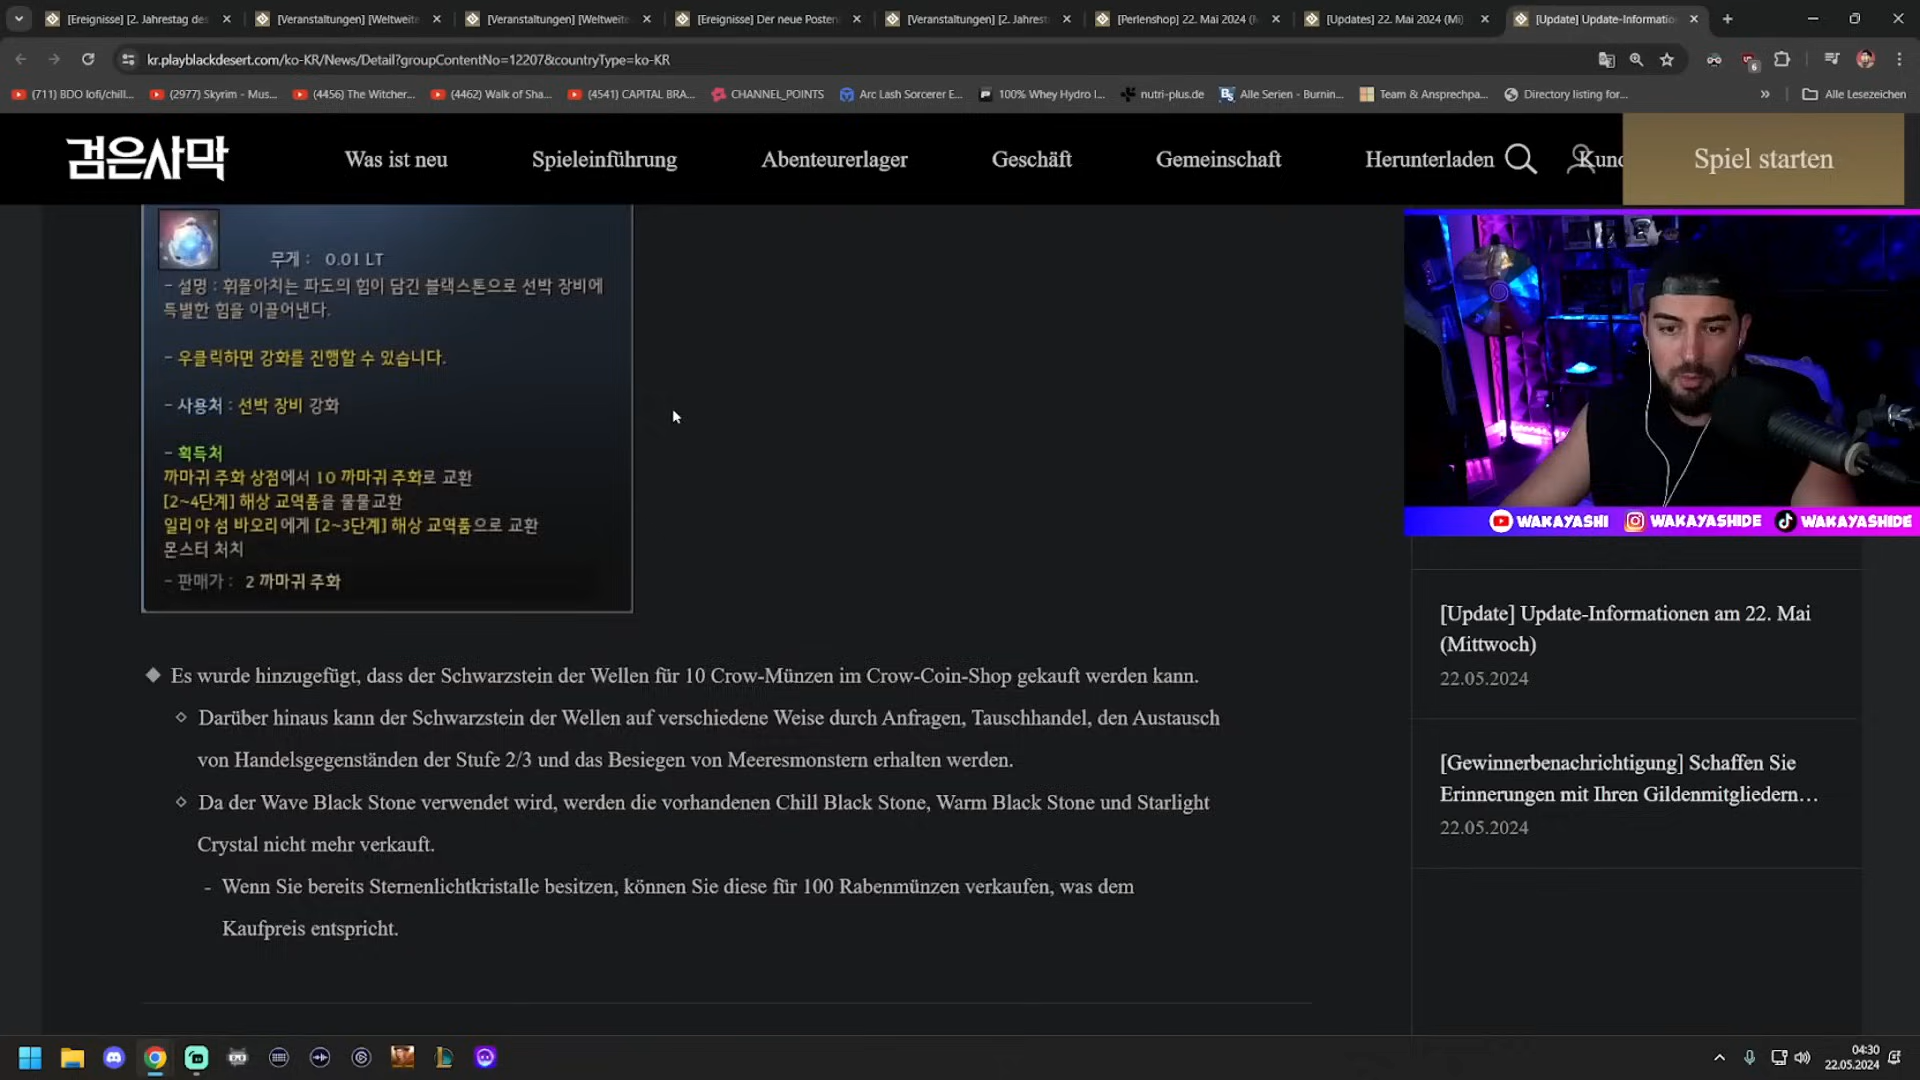 [Ereignisse] [2. Jahrestag des
[Veranstaltungen] [Weltweite
[Veranstaltungen] [Weltweite
[Ereignisse] Der neue Posten
[Veranstaltungen] [2. Jahrest
[Perlenshop] 22. Mai 2024 (
[Updates] 22. Mai 2024 (Mi)
[Update] Update-Informatio
kr.playblackdesert.com/ko-KR/News/Detail?groupContentNo=12207&countryType=ko-KR
6
(711) BDO lofi/chill...
(2977) Skyrim - Mus...
(4456) The Witcher...
(4462) Walk of Sha...
(4541) CAPITAL BRA...
CHANNEL_POINTS
Arc Lash Sorcerer E...
100% Whey Hydro I...
nutri-plus.de
Alle Serien - Burnin...
Team & Ansprechpa...
Directory listing for...
Alle Lesezeichen
검은사막
Was ist neu
Spieleinführung
Abenteurerlager
Geschäft
Gemeinschaft
Herunterladen
Kund
Spiel starten
무게 : 0.01 LT
- 설명 : 휘몰아치는 파도의 힘이 담긴 블랙스톤으로 선박 장비에
특별한 힘을 이끌어낸다.
- 우클릭하면 강화를 진행할 수 있습니다.
- 사용처 : 선박 장비 강화
- 획득처
까마귀 주화 상점에서 10 까마귀 주화로 교환
[2~4단계] 해상 교역품을 물물교환
일리야 섬 바오리에게 [2~3단계] 해상 교역품으로 교환
몬스터 처치
- 판매가 : 2 까마귀 주화
WAKAYASHI
WAKAYASHIDE
WAKAYASHIDE
◆ Es wurde hinzugefügt, dass der Schwarzstein der Wellen für 10 Crow-Münzen im Crow-Coin-Shop gekauft werden kann.
◇ Darüber hinaus kann der Schwarzstein der Wellen auf verschiedene Weise durch Anfragen, Tauschhandel, den Austausch
von Handelsgegenständen der Stufe 2/3 und das Besiegen von Meeresmonstern erhalten werden.
◇ Da der Wave Black Stone verwendet wird, werden die vorhandenen Chill Black Stone, Warm Black Stone und Starlight
Crystal nicht mehr verkauft.
- Wenn Sie bereits Sternenlichtkristalle besitzen, können Sie diese für 100 Rabenmünzen verkaufen, was dem
Kaufpreis entspricht.
[Update] Update-Informationen am 22. Mai
(Mittwoch)
22.05.2024
[Gewinnerbenachrichtigung] Schaffen Sie
Erinnerungen mit Ihren Gildenmitgliedern…
22.05.2024
04:30
22.05.2024